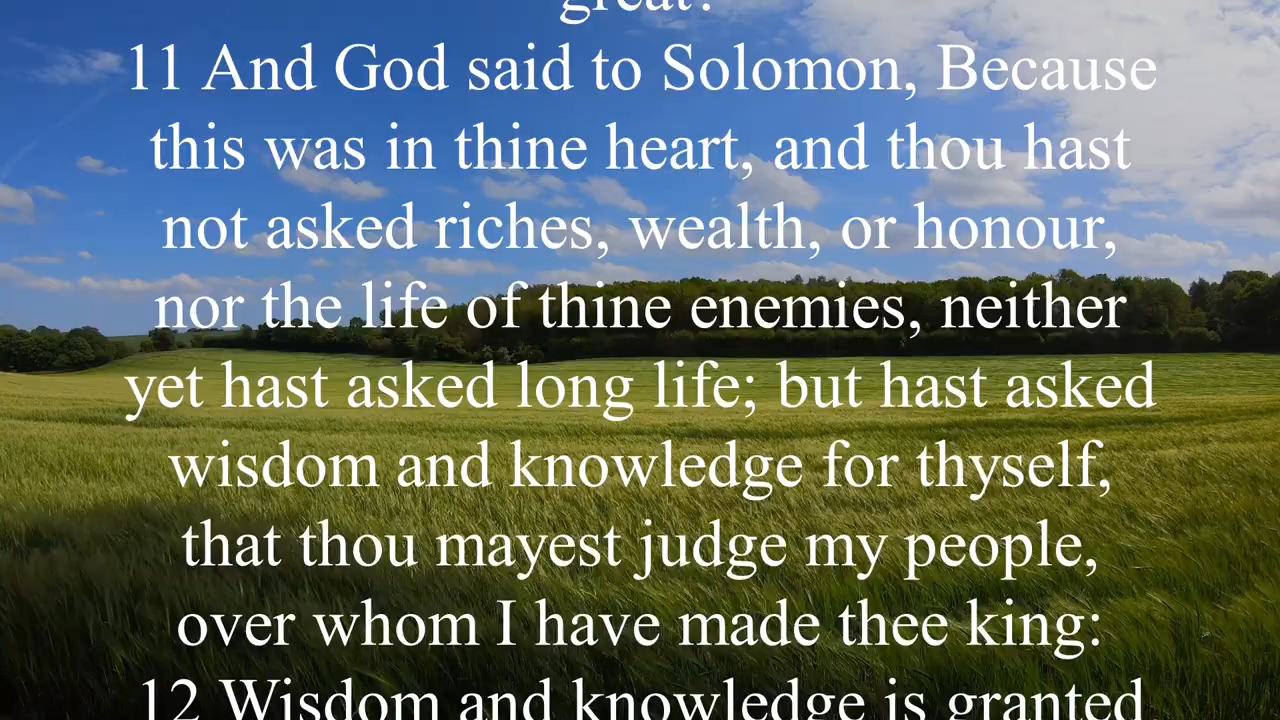 great?
11 And God said to Solomon, Because
this was in thine heart, and thou hast
not asked riches, wealth, or honour,
nor the life of thine enemies, neither
yet hast asked long life; but hast asked
wisdom and knowledge for thyself,
that thou mayest judge my people,
over whom I have made thee king:
12 Wisdom and knowledge is granted